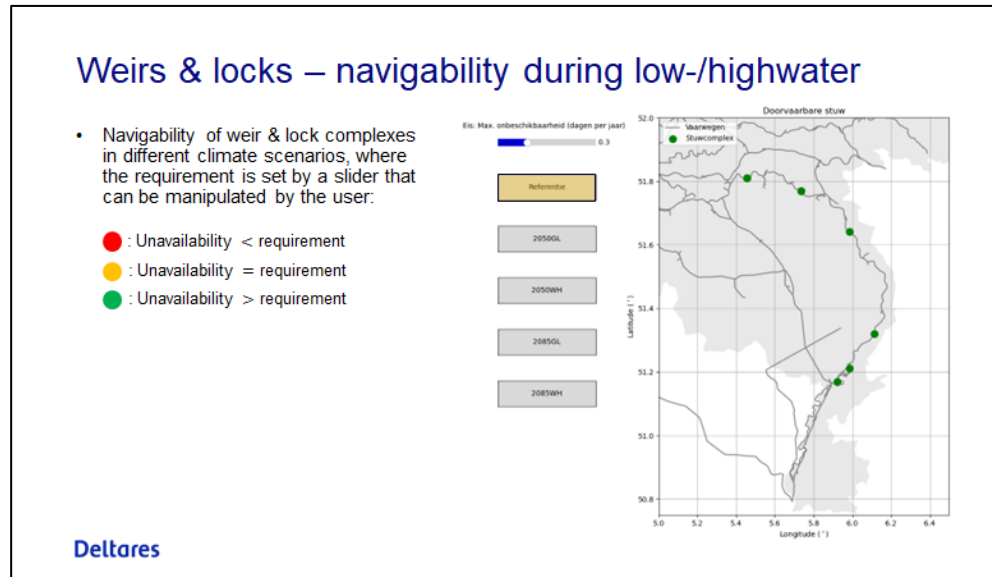 Weirs & locks – navigability during low-/highwater
• Navigability of weir & lock complexes
in different climate scenarios, where
the requirement is set by a slider that
can be manipulated by the user:
: Unavailability < requirement
: Unavailability = requirement
: Unavailability > requirement
Eis: Max. onbeschikbaarheid (dagen per jaar)
0.3
Referentie
2050GL
2050WH
2085GL
2085WH
Doorvaarbare stuw
Vaarwegen
Stuwcomplex
52.0
51.8
51.6
51.4
51.2
51.0
50.8
Latitude (°)
5.0 5.2 5.4 5.6 5.8 6.0 6.2 6.4
Longitude (°)
Deltares